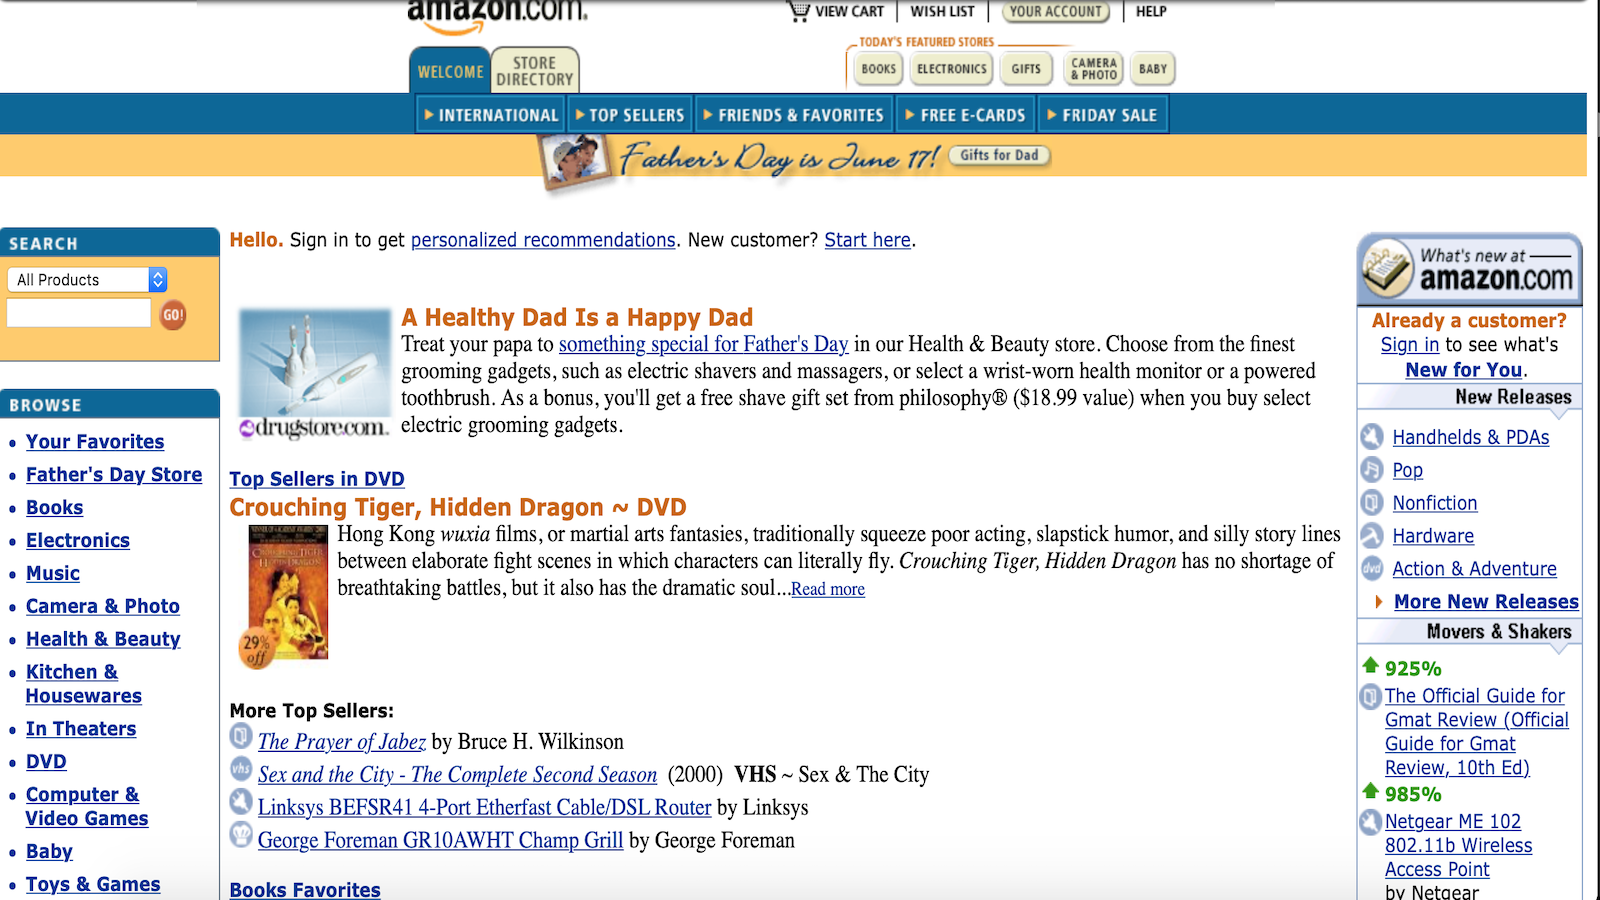 amazon.com.
VIEW CART
WISH LIST
YOUR ACCOUNT
HELP
WELCOME
STORE
DIRECTORY
TODAY'S FEATURED STORES
BOOKS
ELECTRONICS
GIFTS
CAMERA
& PHOTO
BABY
INTERNATIONAL
TOP SELLERS
FRIENDS & FAVORITES
FREE E-CARDS
FRIDAY SALE
Father's Day is June 17!
Gifts for Dad
SEARCH
All Products
GO!
BROWSE
Your Favorites
Father's Day Store
Books
Electronics
Music
Camera & Photo
Health & Beauty
Kitchen &
Housewares
In Theaters
DVD
Computer &
Video Games
Baby
Toys & Games
Hello. Sign in to get personalized recommendations. New customer? Start here.
drugstore.com.
A Healthy Dad Is a Happy Dad
Treat your papa to something special for Father's Day in our Health & Beauty store. Choose from the finest
grooming gadgets, such as electric shavers and massagers, or select a wrist-worn health monitor or a powered
toothbrush. As a bonus, you'll get a free shave gift set from philosophy® ($18.99 value) when you buy select
electric grooming gadgets.
Top Sellers in DVD
Crouching Tiger, Hidden Dragon ~ DVD
CROUCHING TIGER
HIDDEN DRAGON
29%
off
Hong Kong wuxia films, or martial arts fantasies, traditionally squeeze poor acting, slapstick humor, and silly story lines
between elaborate fight scenes in which characters can literally fly. Crouching Tiger, Hidden Dragon has no shortage of
breathtaking battles, but it also has the dramatic soul...Read more
More Top Sellers:
The Prayer of Jabez by Bruce H. Wilkinson
vhs Sex and the City - The Complete Second Season (2000) VHS ~ Sex & The City
Linksys BEFSR41 4-Port Etherfast Cable/DSL Router by Linksys
George Foreman GR10AWHT Champ Grill by George Foreman
Books Favorites
What's new at
amazon.com
Already a customer?
Sign in to see what's
New for You.
New Releases
Handhelds & PDAs
Pop
Nonfiction
Hardware
dvd Action & Adventure
More New Releases
Movers & Shakers
925%
The Official Guide for
Gmat Review (Official
Guide for Gmat
Review, 10th Ed)
985%
Netgear ME 102
802.11b Wireless
Access Point
by Netgear